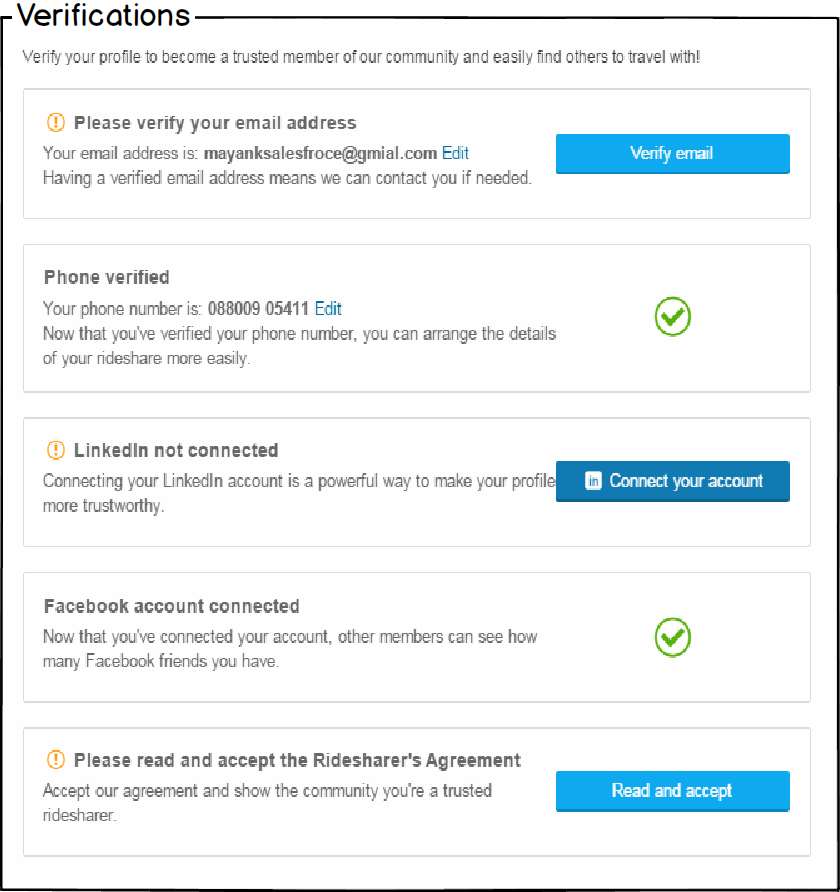 Verifications
Verify your profile to become a trusted member of our community and easily find others to travel with!
Please verify your email address
Your email address is: mayanksalesfroce@gmial.com Edit
Verify email
Having a verified email address means we can contact you if needed.
Phone verified
Your phone number is: 088009 05411 Edit
Now that you've verified your phone number, you can arrange the details
of your rideshare more easily.
LinkedIn not connected
Connecting your LinkedIn account is a powerful way to make your profile
more trustworthy.
in Connect your account
Facebook account connected
Now that you've connected your account, other members can see how
many Facebook friends you have.
Please read and accept the Ridesharer's Agreement
Accept our agreement and show the community you're a trusted
ridesharer.
Read and accept